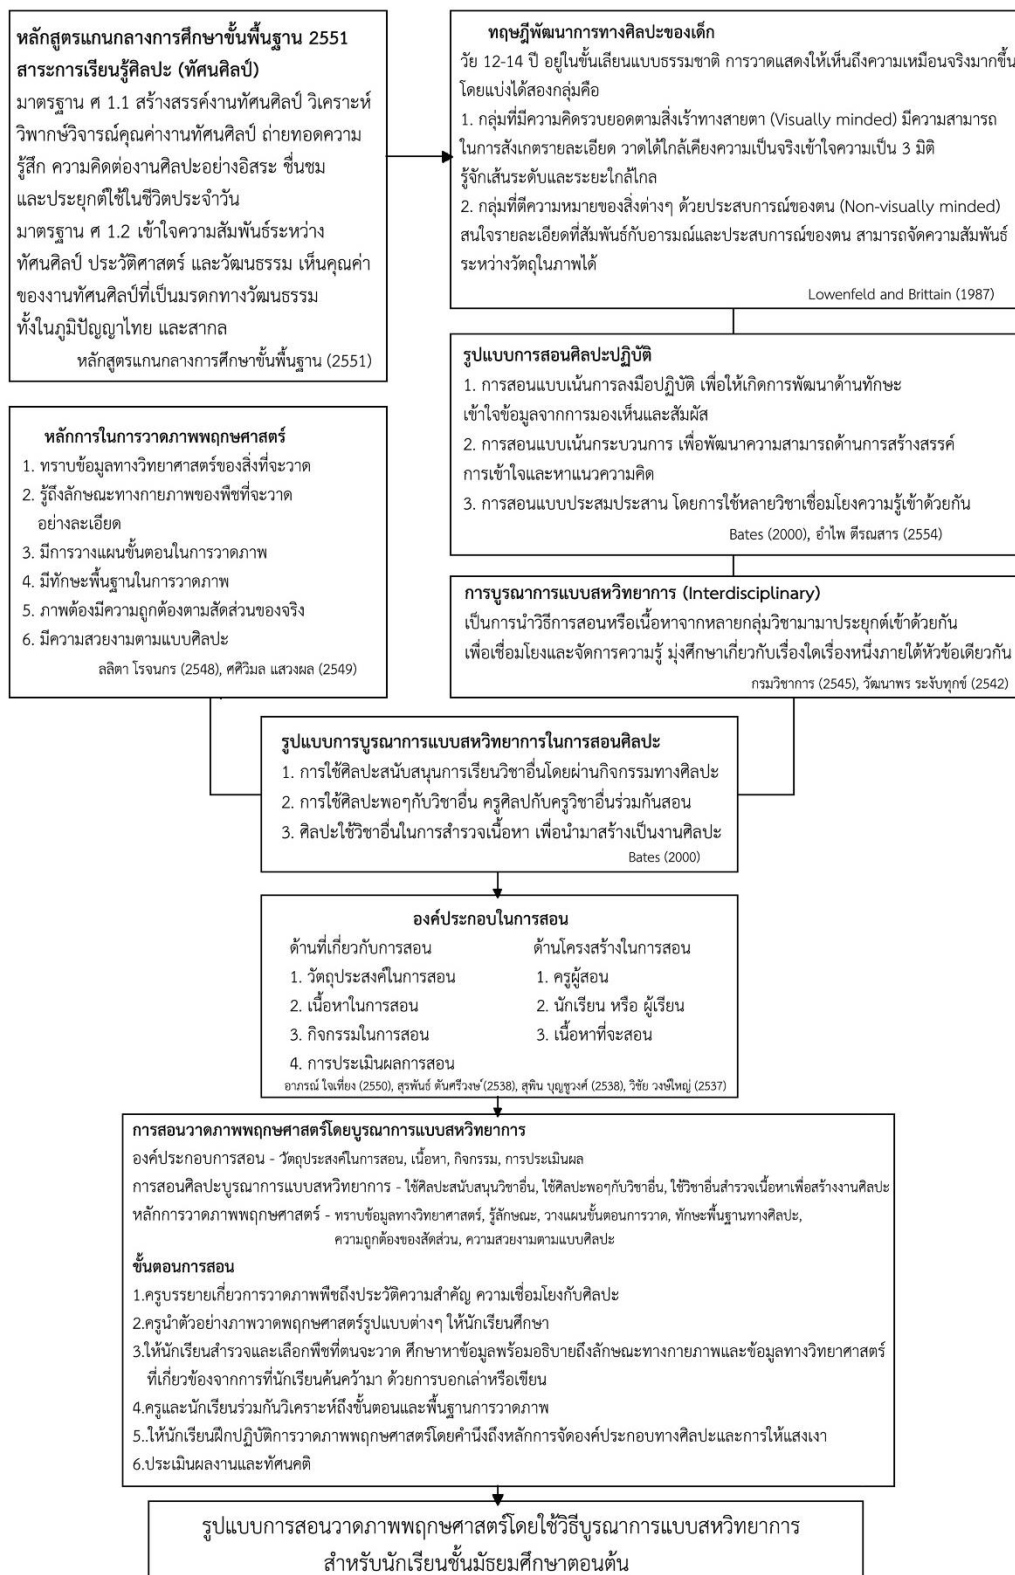 หลักสูตรแกนกลางการศึกษาขั้นพื้นฐาน 2551
สาระการเรียนรู้ศิลปะ (ทัศนศิลป์)
มาตรฐาน ศ 1.1 สร้างสรรค์งานทัศนศิลป์ วิเคราะห์
วิพากษ์วิจารณ์คุณค่างานทัศนศิลป์ ถ่ายทอดความ
รู้สึก ความคิดต่องานศิลปะอย่างอิสระ ชื่นชม
และประยุกต์ใช้ในชีวิตประจำวัน
มาตรฐาน ศ 1.2 เข้าใจความสัมพันธ์ระหว่าง
ทัศนศิลป์ ประวัติศาสตร์ และวัฒนธรรม เห็นคุณค่า
ของงานทัศนศิลป์ที่เป็นมรดกทางวัฒนธรรม
ทั้งในภูมิปัญญาไทย และสากล
หลักสูตรแกนกลางการศึกษาขั้นพื้นฐาน (2551)
ทฤษฎีพัฒนาการทางศิลปะของเด็ก
วัย 12-14 ปี อยู่ในขั้นเลียนแบบธรรมชาติ การวาดแสดงให้เห็นถึงความเหมือนจริงมากขึ้น
โดยแบ่งได้สองกลุ่มคือ
1. กลุ่มที่มีความคิดรวบยอดตามสิ่งเร้าทางสายตา (Visually minded) มีความสามารถ
ในการสังเกตรายละเอียด วาดได้ใกล้เคียงความเป็นจริงเข้าใจความเป็น 3 มิติ
รู้จักเส้นระดับและระยะใกล้ไกล
2. กลุ่มที่ตีความหมายของสิ่งต่างๆ ด้วยประสบการณ์ของตน (Non-visually minded)
สนใจรายละเอียดที่สัมพันธ์กับอารมณ์และประสบการณ์ของตน สามารถจัดความสัมพันธ์
ระหว่างวัตถุในภาพได้
Lowenfeld and Brittain (1987)
รูปแบบการสอนศิลปะปฏิบัติ
1. การสอนแบบเน้นการลงมือปฏิบัติ เพื่อให้เกิดการพัฒนาด้านทักษะ
เข้าใจข้อมูลจากการมองเห็นและสัมผัส
2. การสอนแบบเน้นกระบวนการ เพื่อพัฒนาความสามารถด้านการสร้างสรรค์
การเข้าใจและหาแนวความคิด
3. การสอนแบบประสมประสาน โดยการใช้หลายวิชาเชื่อมโยงความรู้เข้าด้วยกัน
Bates (2000), อำไพ ตีรณสาร (2554)
หลักการในการวาดภาพพฤกษศาสตร์
1. ทราบข้อมูลทางวิทยาศาสตร์ของสิ่งที่จะวาด
2. รู้ถึงลักษณะทางกายภาพของพืชที่จะวาด
อย่างละเอียด
3. มีการวางแผนขั้นตอนในการวาดภาพ
4. มีทักษะพื้นฐานในการวาดภาพ
5. ภาพต้องมีความถูกต้องตามสัดส่วนของจริง
6. มีความสวยงามตามแบบศิลปะ
ลลิตา โรจนกร (2548), ศศิวิมล แสวงผล (2549)
การบูรณาการแบบสหวิทยาการ (Interdisciplinary)
เป็นการนำวิธีการสอนหรือเนื้อหาจากหลายกลุ่มวิชามามาประยุกต์เข้าด้วยกัน
เพื่อเชื่อมโยงและจัดการความรู้ มุ่งศึกษาเกี่ยวกับเรื่องใดเรื่องหนึ่งภายใต้หัวข้อเดียวกัน
กรมวิชาการ (2545), วัฒนาพร ระงับทุกข์ (2542)
รูปแบบการบูรณาการแบบสหวิทยาการในการสอนศิลปะ
1. การใช้ศิลปะสนับสนุนการเรียนวิชาอื่นโดยผ่านกิจกรรมทางศิลปะ
2. การใช้ศิลปะพอๆกับวิชาอื่น ครูศิลปกับครูวิชาอื่นร่วมกันสอน
3. ศิลปะใช้วิชาอื่นในการสำรวจเนื้อหา เพื่อนำมาสร้างเป็นงานศิลปะ
Bates (2000)
องค์ประกอบในการสอน
ด้านที่เกี่ยวกับการสอน
1. วัตถุประสงค์ในการสอน
2. เนื้อหาในการสอน
3. กิจกรรมในการสอน
4. การประเมินผลการสอน
ด้านโครงสร้างในการสอน
1. ครูผู้สอน
2. นักเรียน หรือ ผู้เรียน
3. เนื้อหาที่จะสอน
อาภรณ์ ใจเที่ยง (2550), สุรพันธ์ ตันศรีวงษ์ (2538), สุพิน บุญชูวงศ์ (2538), วิชัย วงษ์ใหญ่ (2537)
การสอนวาดภาพพฤกษศาสตร์โดยบูรณาการแบบสหวิทยาการ
องค์ประกอบการสอน - วัตถุประสงค์ในการสอน, เนื้อหา, กิจกรรม, การประเมินผล
การสอนศิลปะบูรณาการแบบสหวิทยาการ - ใช้ศิลปะสนับสนุนวิชาอื่น, ใช้ศิลปะพอๆกับวิชาอื่น, ใช้วิชาอื่นสำรวจเนื้อหาเพื่อสร้างงานศิลปะ
หลักการวาดภาพพฤกษศาสตร์ - ทราบข้อมูลทางวิทยาศาสตร์, รู้ลักษณะ, วางแผนขั้นตอนการวาด, ทักษะพื้นฐานทางศิลปะ,
ความถูกต้องของสัดส่วน, ความสวยงามตามแบบศิลปะ
ขั้นตอนการสอน
1.ครูบรรยายเกี่ยวการวาดภาพพืชถึงประวัติความสำคัญ ความเชื่อมโยงกับศิลปะ
2.ครูนำตัวอย่างภาพวาดพฤกษศาสตร์รูปแบบต่างๆ ให้นักเรียนศึกษา
3.ให้นักเรียนสำรวจและเลือกพืชที่ตนจะวาด ศึกษาหาข้อมูลพร้อมอธิบายถึงลักษณะทางกายภาพและข้อมูลทางวิทยาศาสตร์
ที่เกี่ยวข้องจากการที่นักเรียนค้นคว้ามา ด้วยการบอกเล่าหรือเขียน
4.ครูและนักเรียนร่วมกันวิเคราะห์ถึงขั้นตอนและพื้นฐานการวาดภาพ
5..ให้นักเรียนฝึกปฏิบัติการวาดภาพพฤกษศาสตร์โดยคำนึงถึงหลักการจัดองค์ประกอบทางศิลปะและการให้แสงเงา
6.ประเมินผลงานและทัศนคติ
รูปแบบการสอนวาดภาพพฤกษศาสตร์โดยใช้วิธีบูรณาการแบบสหวิทยาการ
สำหรับนักเรียนชั้นมัธยมศึกษาตอนต้น